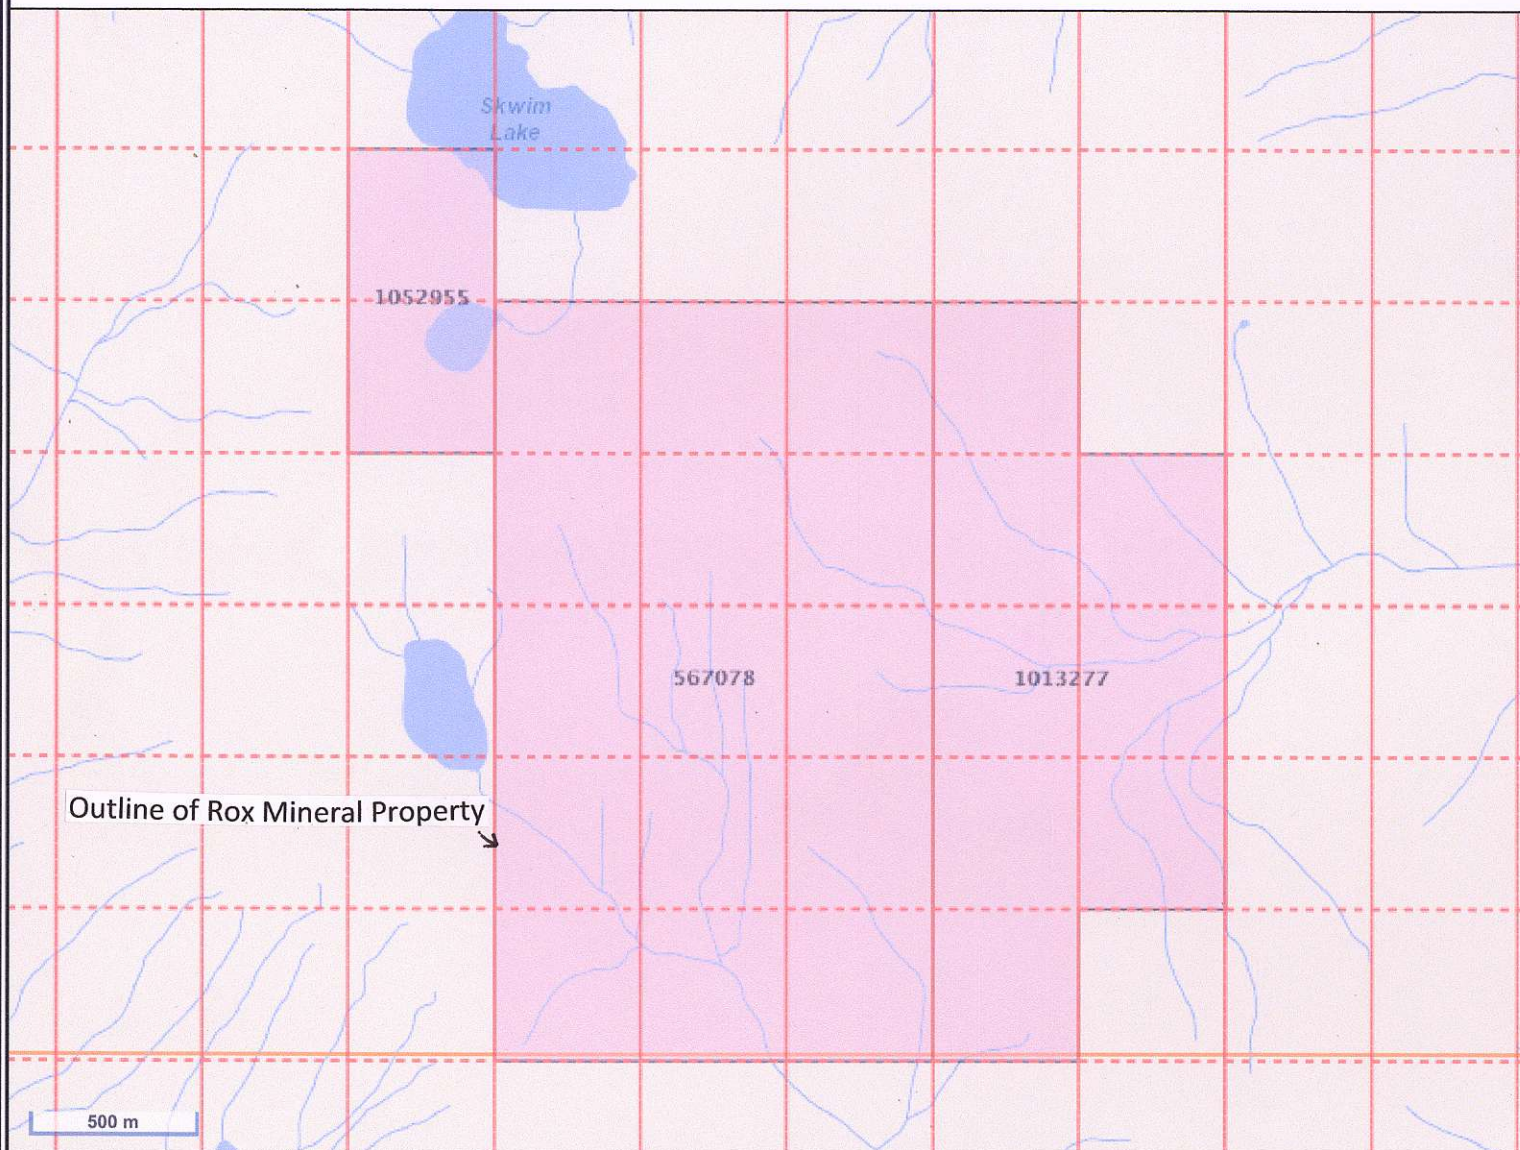 Skwim
Lake
1052955
567078
1013277
Outline of Rox Mineral Property
500 m